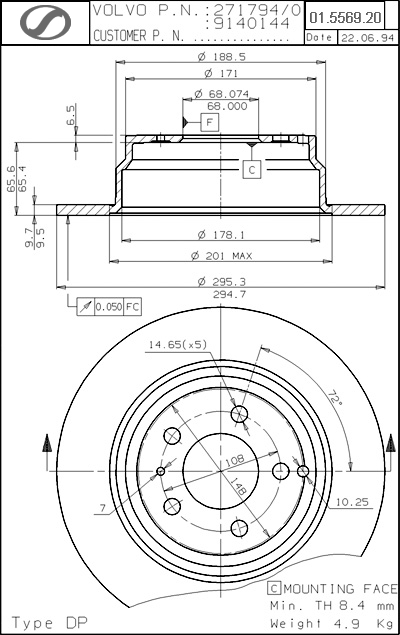 VOLVO P.N.:271794/0
:9140144
CUSTOMER P. N. ...............
01.5569.20
Date 22.06.94
Ø 188.5
Ø 171
Ø 68.074
68.000
6.5
F
C
65.6
65.4
9.7
9.5
Ø 178.1
Ø 201 MAX
Ø 295.3
294.7
0.050 FC
14.65(x5)
72°
108
148
7
10.25
C MOUNTING FACE
Min. TH 8.4 mm
Type DP
Weight 4.9 Kg